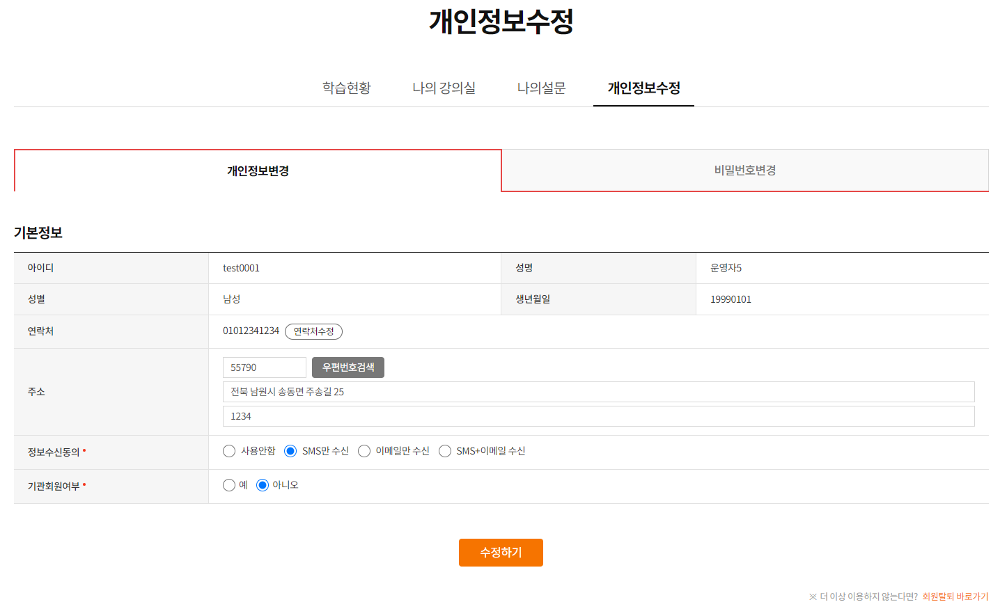 개인정보수정
학습현황 나의 강의실 나의설문 개인정보수정
개인정보변경 비밀번호변경
기본정보
아이디 test0001 성명 운영자5
성별 남성 생년월일 19990101
연락처 01012341234 연락처수정
55790 우편번호검색
주소 전북 남원시 송동면 주송길 25
1234
정보수신동의 • 사용안함 SMS만 수신 이메일만 수신 SMS+이메일 수신
기관회원여부 • 예 아니오
수정하기
※ 더 이상 이용하지 않는다면? 회원탈퇴 바로가기